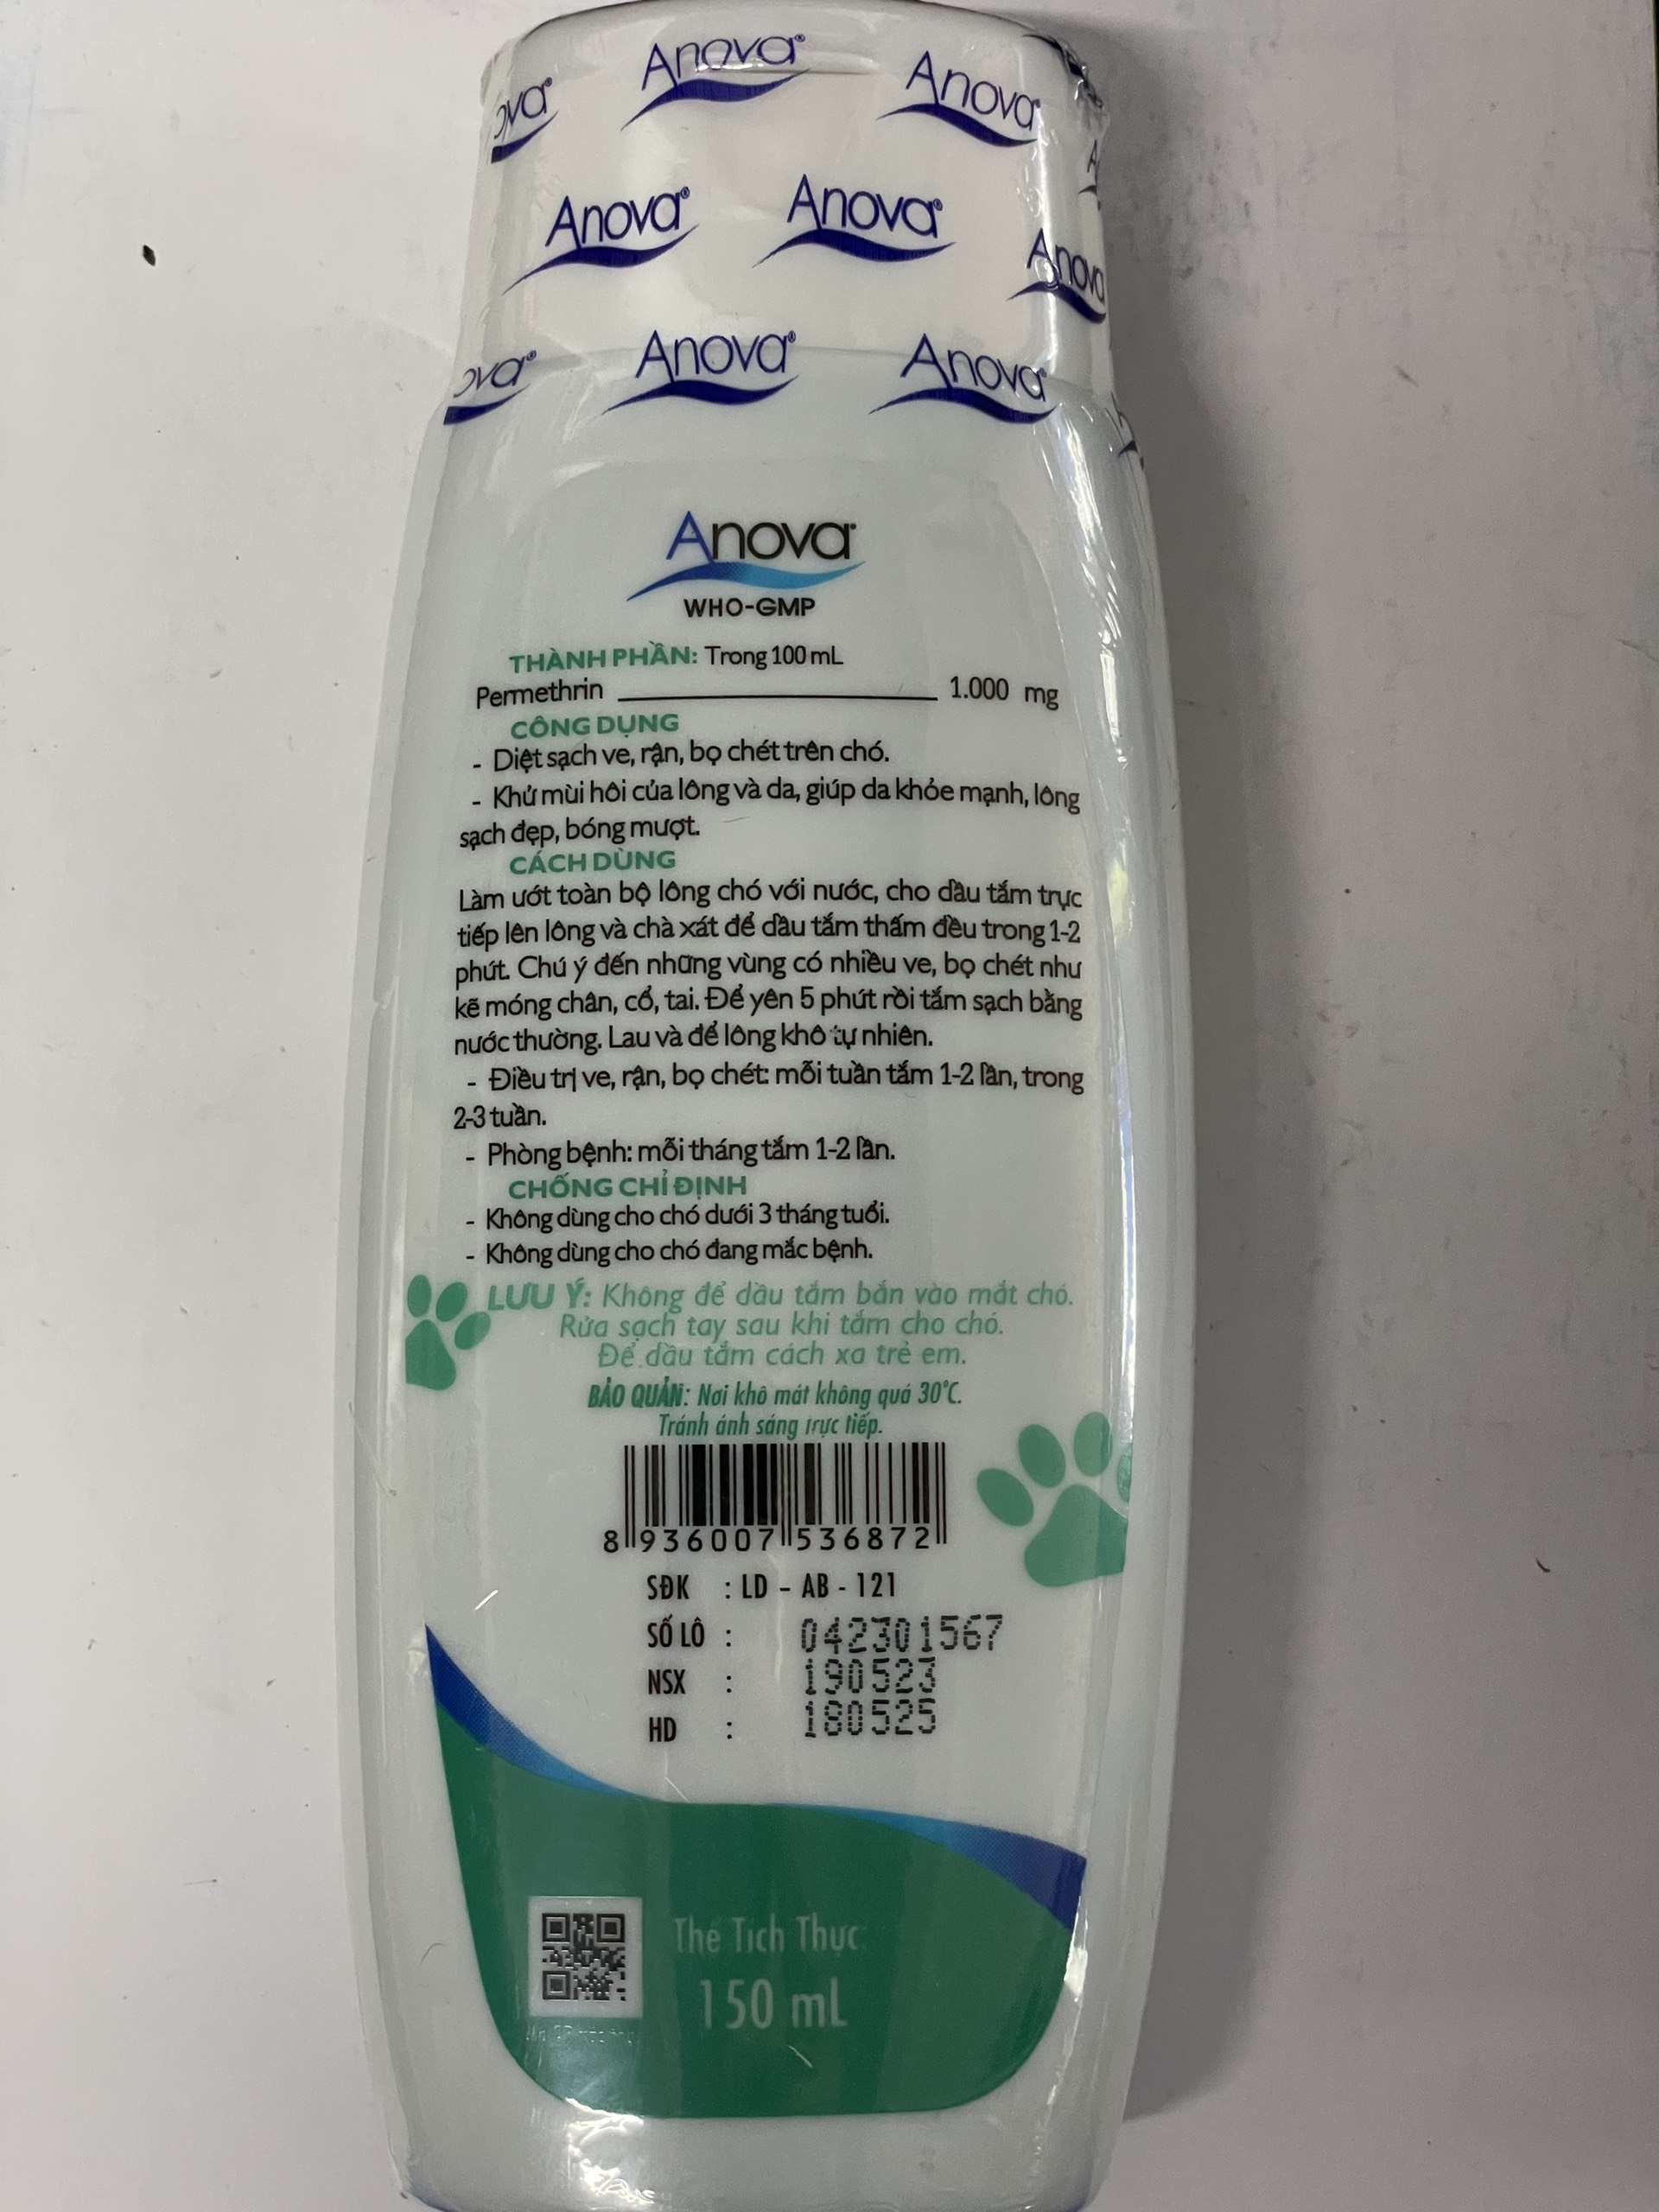 Anova®
Anova®
Anova®
Anova®
Anova
Anova®
Anova®
Anova®
WHO-GMP
THÀNH PHẦN: Trong 100 mL
Permethrin 1.000 mg
CÔNG DỤNG
- Diệt sạch ve, rận, bọ chét trên chó.
- Khử mùi hôi của lông và da, giúp da khỏe mạnh, lông
sạch đẹp, bóng mượt.
CÁCH DÙNG
Làm ướt toàn bộ lông chó với nước, cho dầu tắm trực
tiếp lên lông và chà xát để dầu tắm thấm đều trong 1-2
phút. Chú ý đến những vùng có nhiều ve, bọ chét như
kẽ móng chân, cổ, tai. Để yên 5 phút rồi tắm sạch bằng
nước thường. Lau và để lông khô tự nhiên.
- Điều trị ve, rận, bọ chét: mỗi tuần tắm 1-2 lần, trong
2-3 tuần.
- Phòng bệnh: mỗi tháng tắm 1-2 lần.
CHỐNG CHỈ ĐỊNH
- Không dùng cho chó dưới 3 tháng tuổi.
- Không dùng cho chó đang mắc bệnh.
LƯU Ý: Không để dầu tắm bắn vào mắt chó.
Rửa sạch tay sau khi tắm cho chó.
Để dầu tắm cách xa trẻ em.
BẢO QUẢN: Nơi khô mát không quá 30°C.
Tránh ánh sáng trực tiếp.
8 936007 536872
SĐK : LD - AB - 121
SỐ LÔ : 042301567
NSX : 190523
HD : 180525
Thể Tích Thực
150 mL